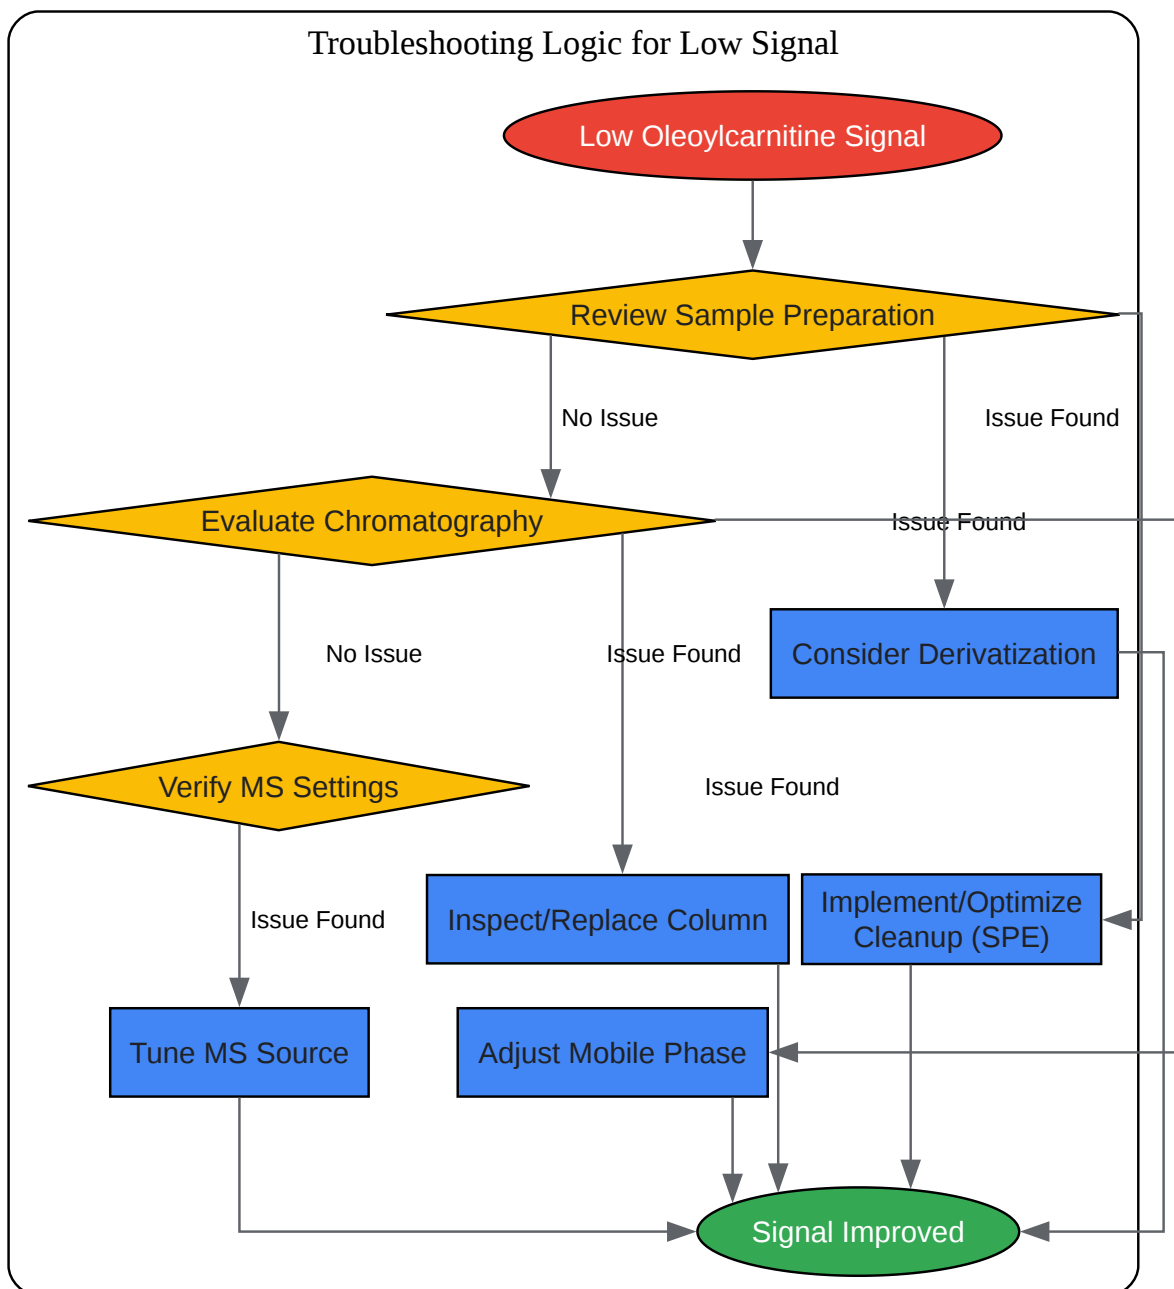 Troubleshooting Logic for Low Signal
Low Oleoylcarnitine Signal
Review Sample Preparation
No Issue
Issue Found
Evaluate Chromatography
Issue Found
No Issue
Issue Found
Consider Derivatization
Verify MS Settings
Issue Found
Issue Found
Inspect/Replace Column
Implement/Optimize
Cleanup (SPE)
Tune MS Source
Adjust Mobile Phase
Signal Improved